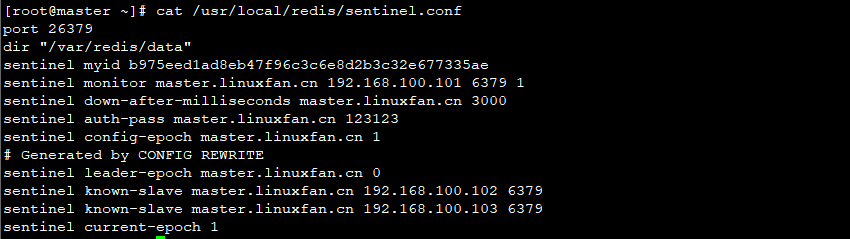 [root@master ~]# cat /usr/local/redis/sentinel.conf
port 26379
dir "/var/redis/data"
sentinel myid b975eed1ad8eb47f96c3c6e8d2b3c32e677335ae
sentinel monitor master.linuxfan.cn 192.168.100.101 6379 1
sentinel down-after-milliseconds master.linuxfan.cn 3000
sentinel auth-pass master.linuxfan.cn 123123
sentinel config-epoch master.linuxfan.cn 1
# Generated by CONFIG REWRITE
sentinel leader-epoch master.linuxfan.cn 0
sentinel known-slave master.linuxfan.cn 192.168.100.102 6379
sentinel known-slave master.linuxfan.cn 192.168.100.103 6379
sentinel current-epoch 1